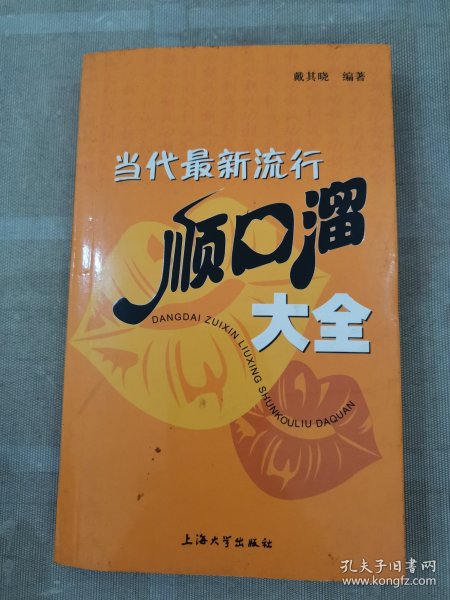 戴其晓 编著
当代最新流行
顺口溜
大全
DANGDAI ZUIXIN LIUXING SHUNKOULIU DAQUAN
上海大学出版社
孔夫子旧书网
www.kongfz.com